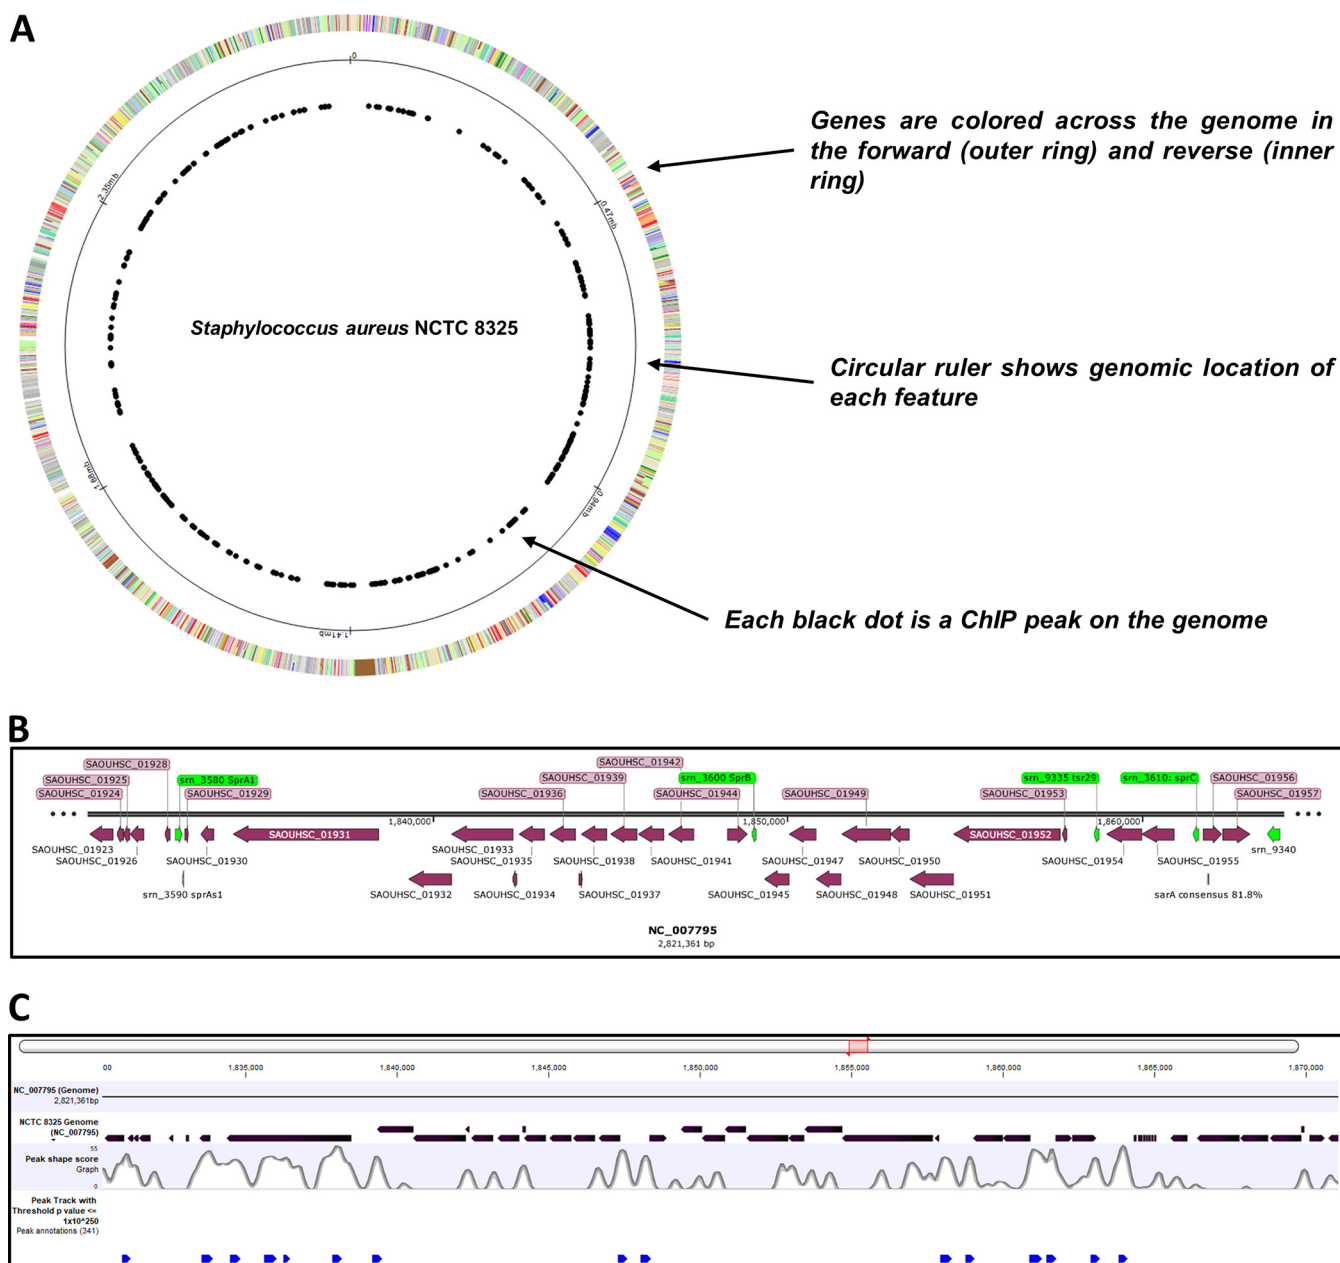 A
0
0.47mb
0.94mb
1.41mb
1.88mb
2.35mb
Staphylococcus aureus NCTC 8325
Genes are colored across the genome in
the forward (outer ring) and reverse (inner
ring)
Circular ruler shows genomic location of
each feature
Each black dot is a ChIP peak on the genome
B
SAOUHSC_01928
SAOUHSC_01925
SAOUHSC_01924
srn_3580 SprA1
SAOUHSC_01929
SAOUHSC_01942
SAOUHSC_01939
SAOUHSC_01936
srn_3600 SprB
SAOUHSC_01944
SAOUHSC_01949
srn_9335 tsr29
SAOUHSC_01953
srn_3610: sprC
SAOUHSC_01956
SAOUHSC_01957
1,840,000
1,850,000
1,860,000
SAOUHSC_01931
SAOUHSC_01952
SAOUHSC_01923
SAOUHSC_01926
SAOUHSC_01930
SAOUHSC_01933
SAOUHSC_01935
SAOUHSC_01938
SAOUHSC_01941
SAOUHSC_01947
SAOUHSC_01950
SAOUHSC_01954
SAOUHSC_01955
srn_9340
srn_3590 sprAs1
SAOUHSC_01932
SAOUHSC_01934
SAOUHSC_01937
SAOUHSC_01945
SAOUHSC_01948
SAOUHSC_01951
sarA consensus 81.8%
NC_007795
2,821,361 bp
C
00
1,835,000
1,840,000
1,845,000
1,850,000
1,855,000
1,860,000
1,865,000
1,870,000
NC_007795 (Genome)
2,821,361bp
NCTC 8325 Genome
(NC_007795)
55
Peak shape score
Graph
0
Peak Track with
Threshold p value <=
1x10^250
Peak annotations (341)